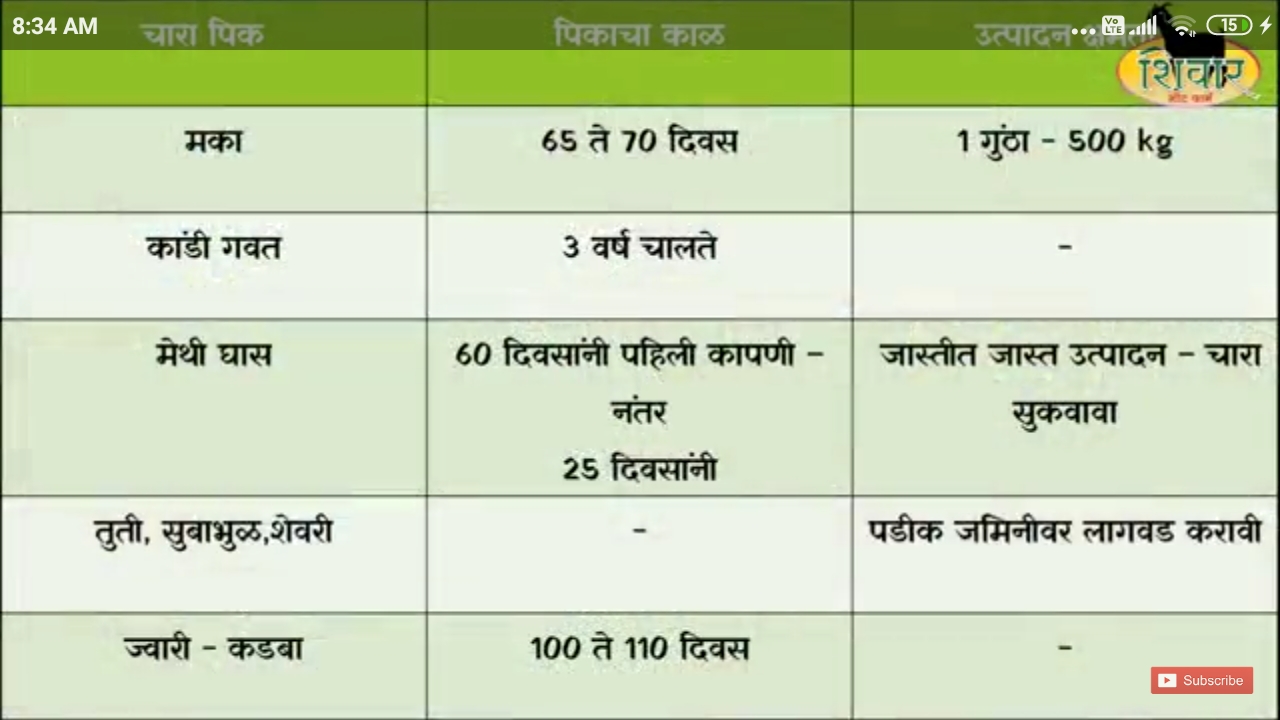 8:34 AM
चारा पिक
पिकाचा काळ
उत्पादन
15
शिवार
मका
65 ते 70 दिवस
1 गुंठा - 500 kg
कांडी गवत
3 वर्ष चालते
-
मेथी घास
60 दिवसांनी पहिली कापणी -
नंतर
25 दिवसांनी
जास्तीत जास्त उत्पादन - चारा
सुकवावा
तुती, सुबाभुळ,शेवरी
-
पडीक जमिनीवर लागवड करावी
ज्वारी - कडबा
100 ते 110 दिवस
-
Subscribe